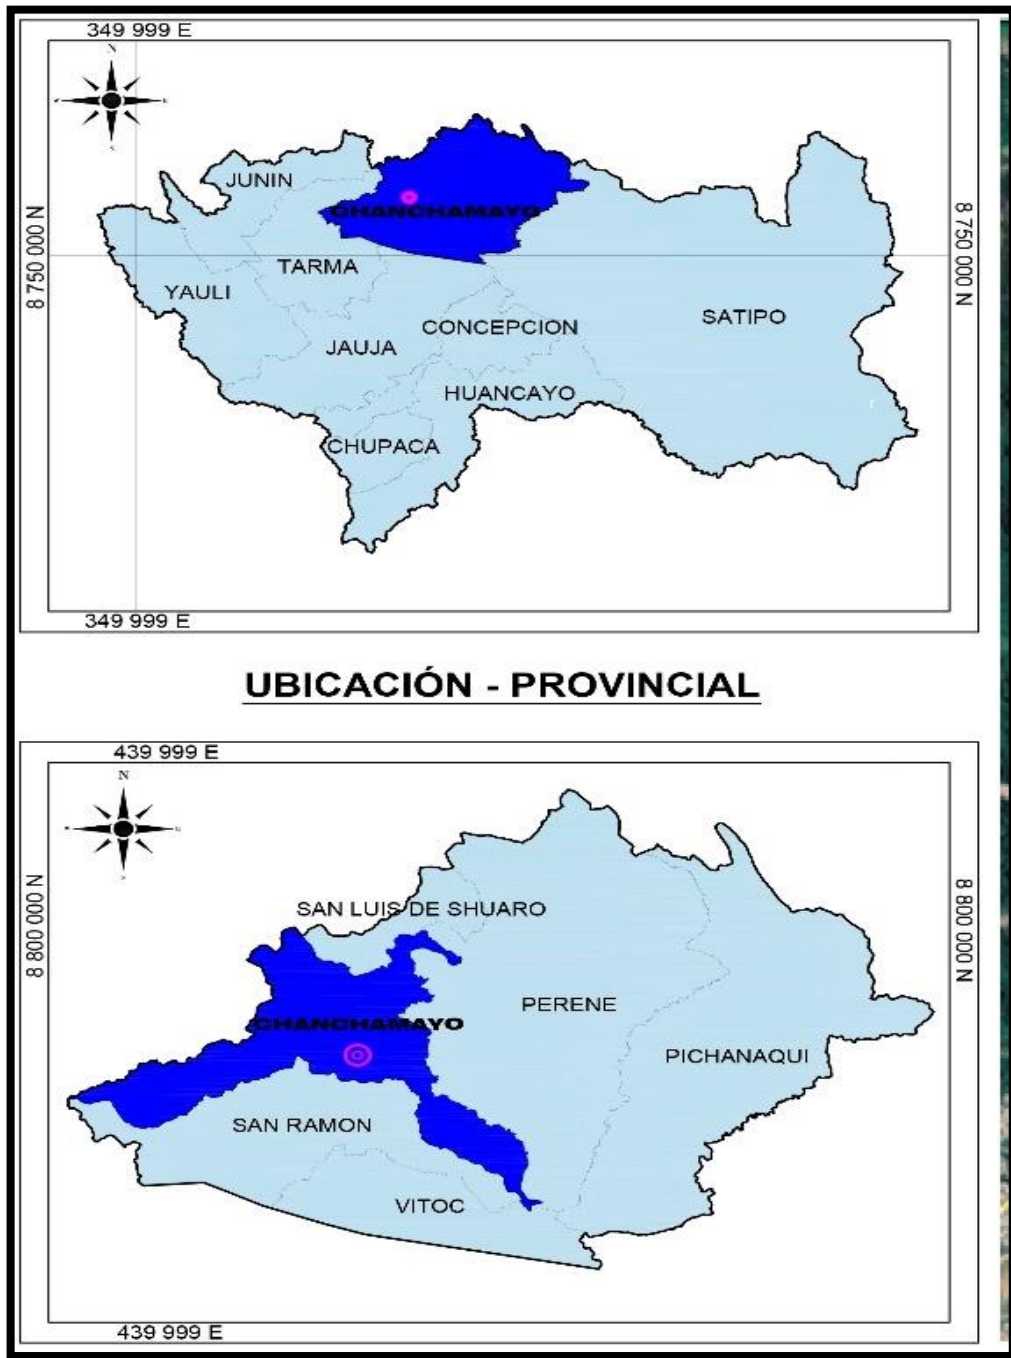 349 999 E
N
JUNIN
CHANCHAMAYO
TARMA
8 750 000 N
8 750 000 N
YAULI
SATIPO
CONCEPCION
JAUJA
HUANCAYO
CHUPACA
349 999 E
UBICACIÓN - PROVINCIAL
439 999 E
N
SAN LUIS DE SHUARO
8 800 000 N
8 800 000 N
PERENE
CHANCHAMAYO
PICHANAQUI
SAN RAMON
VITOC
439 999 E